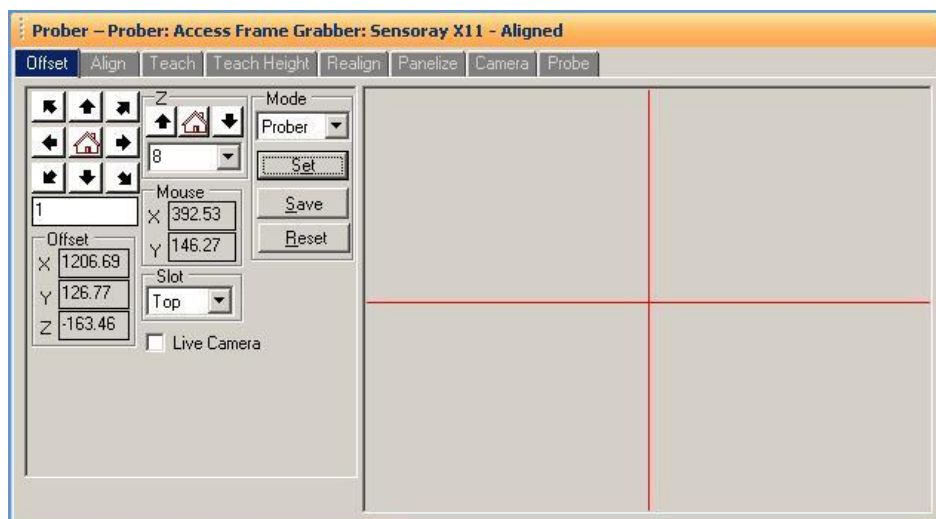 Prober – Prober: Access Frame Grabber: Sensoray X11 - Aligned
Offset Align Teach Teach Height Realign Panelize Camera Probe
Z
8
Mode
Prober
Set
Save
Reset
1
Mouse
X 392.53
Y 146.27
Offset
X 1206.69
Y 126.77
Z -163.46
Slot
Top
Live Camera